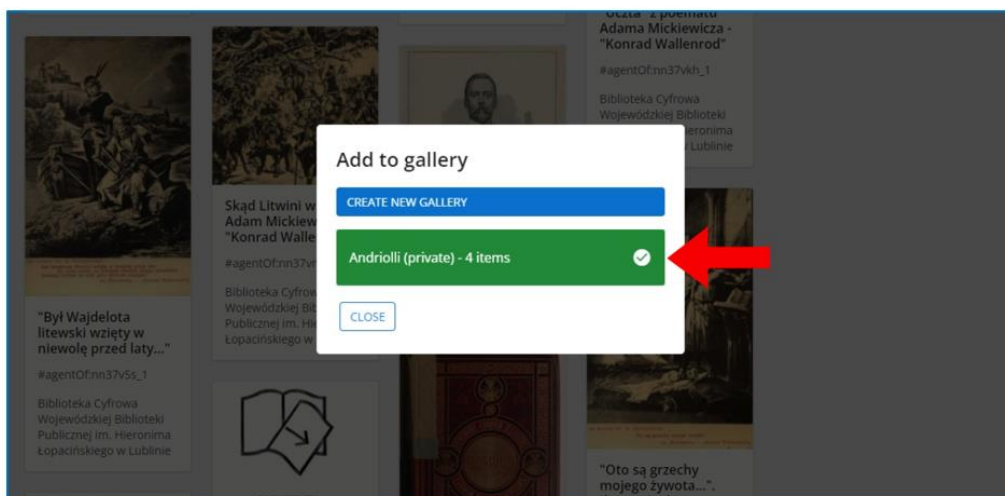 "Był Wajdelota
litewski wzięty w
niewolę przed laty..."
#agentOf:nn37v5s_1
Biblioteka Cyfrowa
Wojewódzkiej Biblioteki
Publicznej im. Hieronima
Łopacińskiego w Lublinie
Skąd Litwini w
Adam Mickiew
"Konrad Walle
#agentOf:nn37v
Biblioteka Cyfrow
Wojewódzkiej Bib
Publicznej im. Hie
Łopacińskiego w
Add to gallery
CREATE NEW GALLERY
Andriolli (private) - 4 items
CLOSE
"Uczta" z poematu
Adama Mickiewicza -
"Konrad Wallenrod"
#agentOf:nn37vkh_1
Biblioteka Cyfrowa
Wojewódzkiej Biblioteki
ieronima
Lublinie
"Oto są grzechy
mojego żywota...".